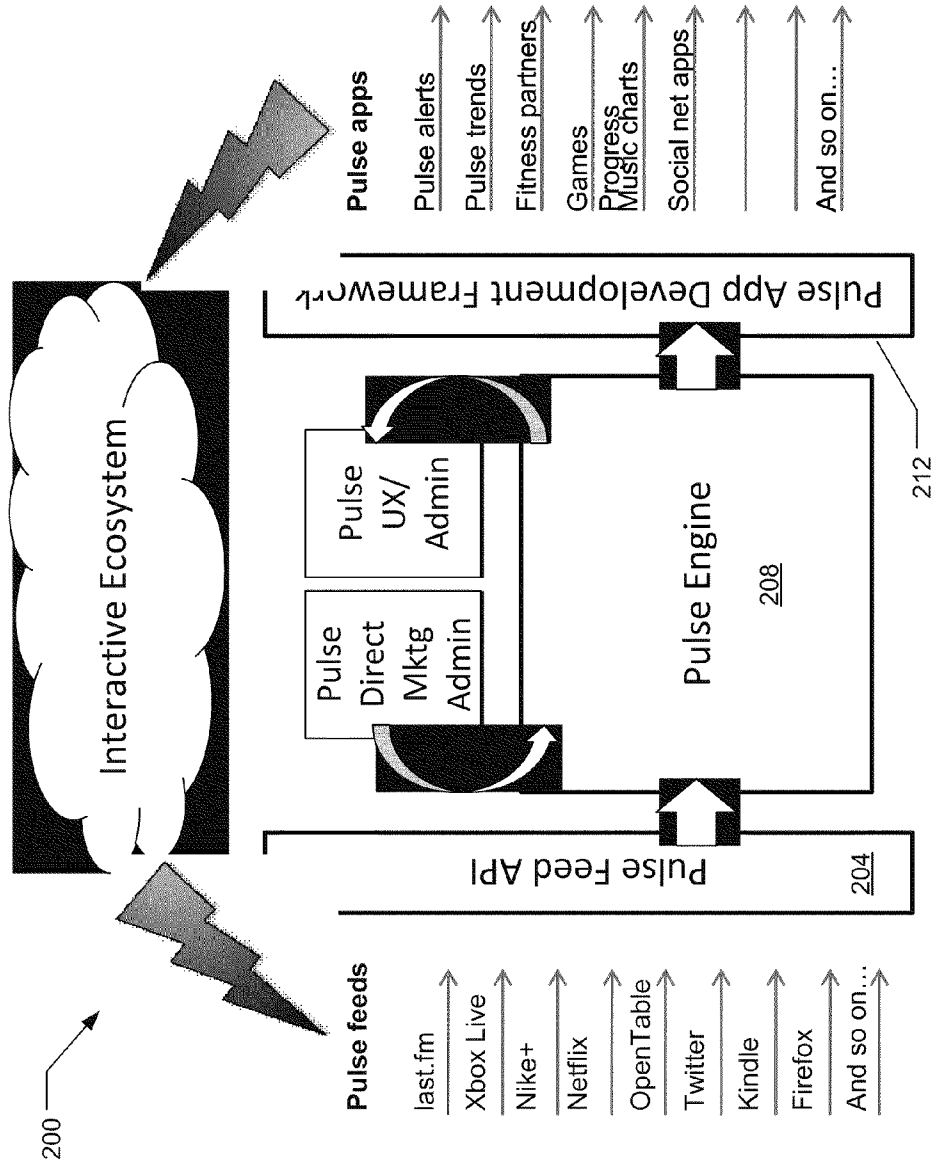 200
Interactive Ecosystem
Pulse feeds
last.fm
Xbox Live
Nike+
Netflix
OpenTable
Twitter
Kindle
Firefox
And so on...
Pulse Feed API
204
Pulse
Direct
Mktg
Admin
Pulse
UX/
Admin
Pulse Engine
208
Pulse App Development Framework
212
Pulse apps
Pulse alerts
Pulse trends
Fitness partners
Games
Progress
Music charts
Social net apps
And so on...